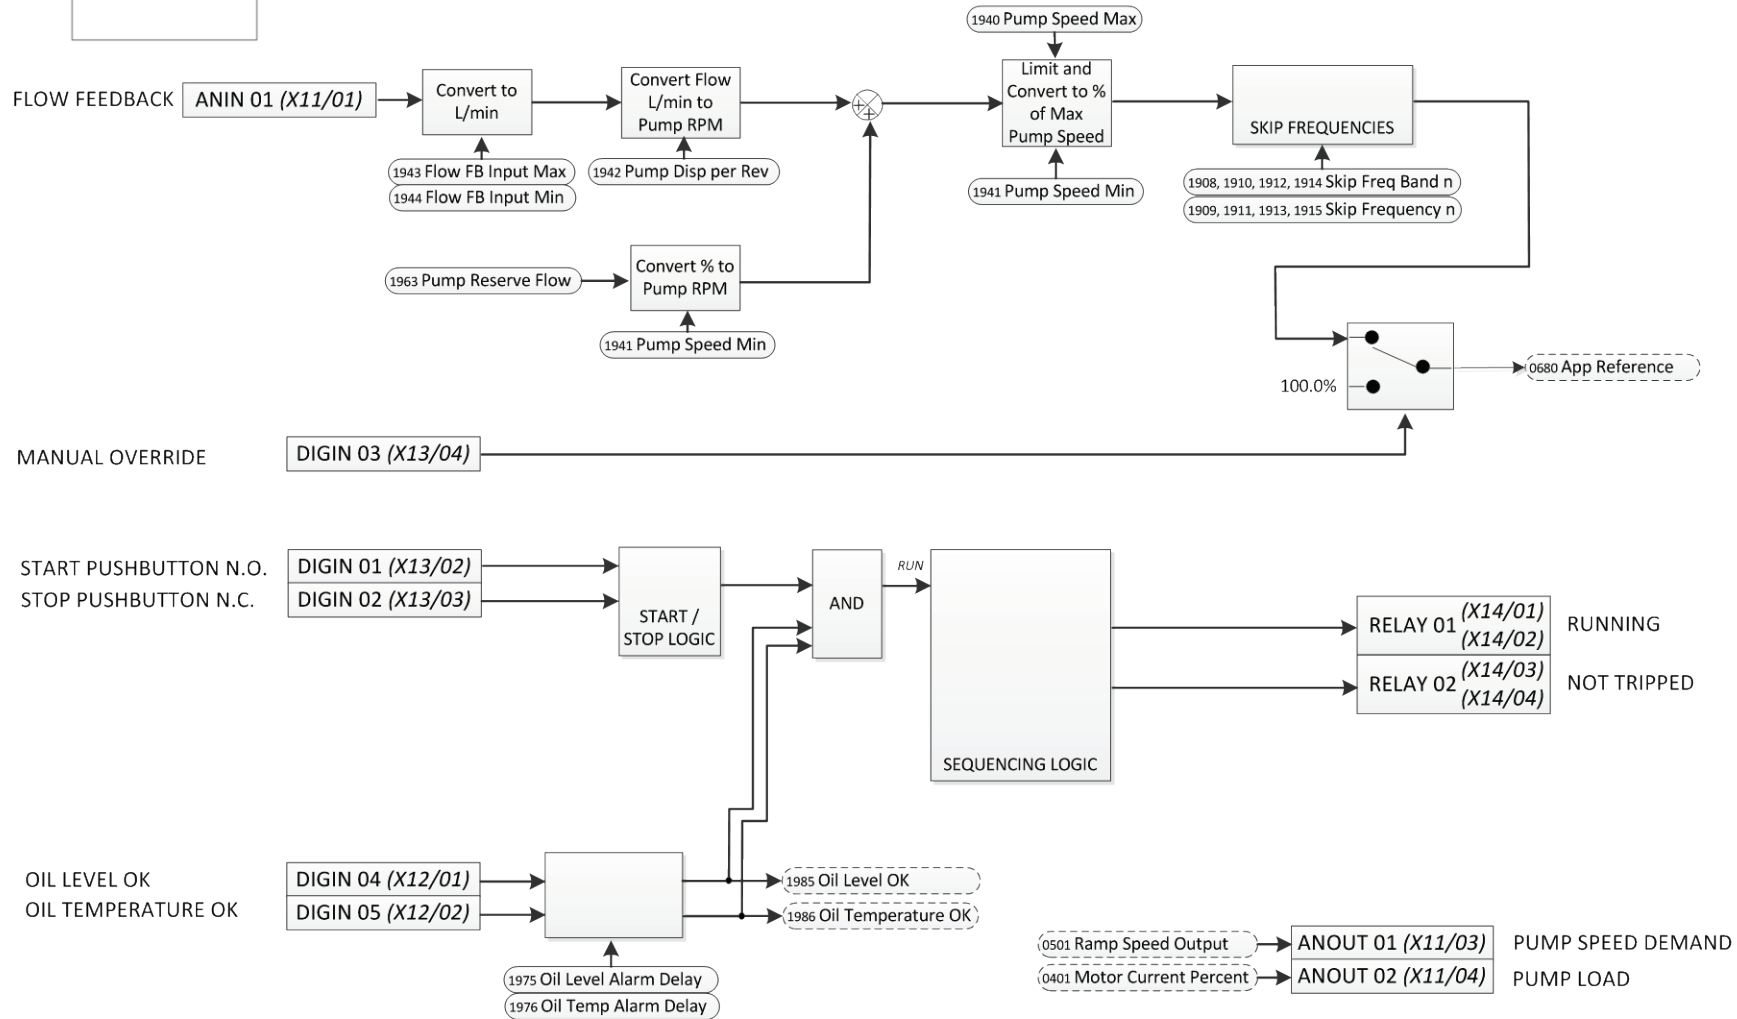 1940 Pump Speed Max
FLOW FEEDBACK
ANIN 01 (X11/01)
Convert to
L/min
Convert Flow
L/min to
Pump RPM
+
+
Limit and
Convert to %
of Max
Pump Speed
SKIP FREQUENCIES
1943 Flow FB Input Max
1944 Flow FB Input Min
1942 Pump Disp per Rev
1941 Pump Speed Min
1908, 1910, 1912, 1914 Skip Freq Band n
1909, 1911, 1913, 1915 Skip Frequency n
1963 Pump Reserve Flow
Convert % to
Pump RPM
1941 Pump Speed Min
100.0%
0680 App Reference
MANUAL OVERRIDE
DIGIN 03 (X13/04)
START PUSHBUTTON N.O.
DIGIN 01 (X13/02)
STOP PUSHBUTTON N.C.
DIGIN 02 (X13/03)
START /
STOP LOGIC
AND
RUN
SEQUENCING LOGIC
RELAY 01 (X14/01)
(X14/02)
RUNNING
RELAY 02 (X14/03)
(X14/04)
NOT TRIPPED
OIL LEVEL OK
DIGIN 04 (X12/01)
OIL TEMPERATURE OK
DIGIN 05 (X12/02)
1985 Oil Level OK
1986 Oil Temperature OK
1975 Oil Level Alarm Delay
1976 Oil Temp Alarm Delay
0501 Ramp Speed Output
ANOUT 01 (X11/03)
PUMP SPEED DEMAND
0401 Motor Current Percent
ANOUT 02 (X11/04)
PUMP LOAD